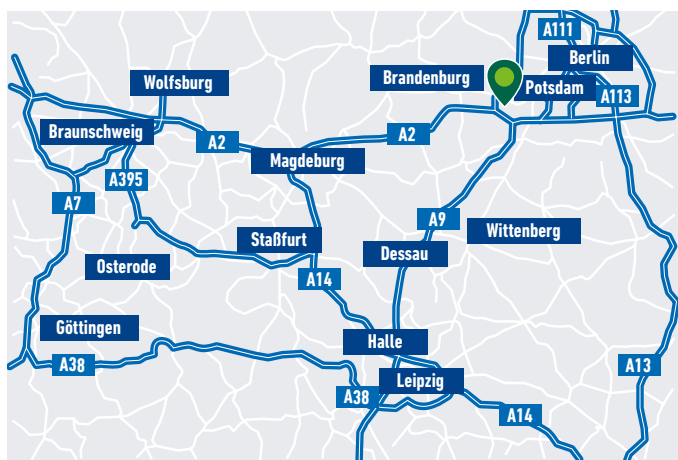 A111
Berlin
Brandenburg
Wolfsburg
Potsdam
A113
Braunschweig
A2
A2
Magdeburg
A395
A7
A9
Wittenberg
Staßfurt
Dessau
Osterode
A14
Göttingen
Halle
A38
A13
Leipzig
A38
A14